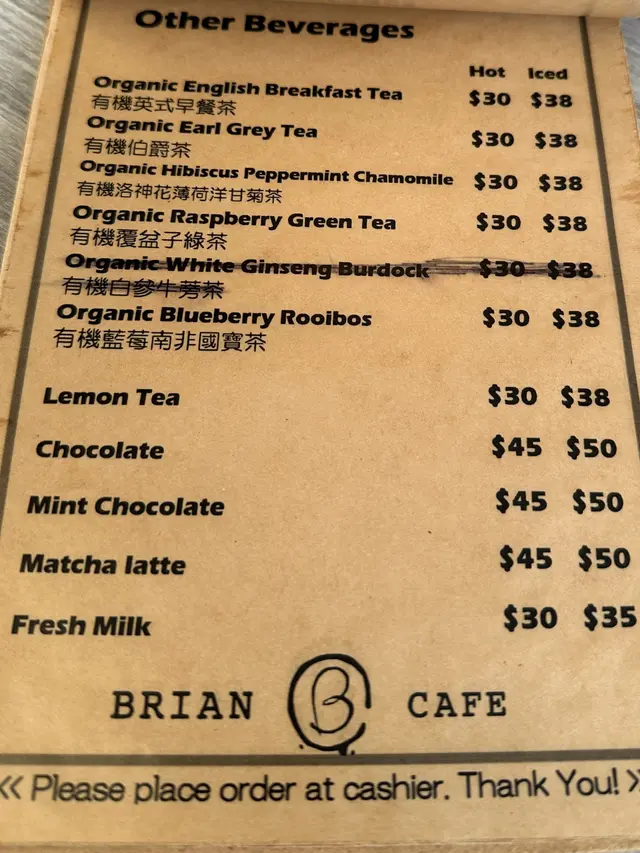 Other Beverages
Hot Iced
Organic English Breakfast Tea $30 $38
有機英式早餐茶
Organic Earl Grey Tea $30 $38
有機伯爵茶
Organic Hibiscus Peppermint Chamomile $30 $38
有機洛神花薄荷洋甘菊茶
Organic Raspberry Green Tea $30 $38
有機覆盆子綠茶
Organic White Ginseng Burdock $30 $38
有機白參牛蒡茶
Organic Blueberry Rooibos $30 $38
有機藍莓南非國寶茶
Lemon Tea $30 $38
Chocolate $45 $50
Mint Chocolate $45 $50
Matcha latte $45 $50
Fresh Milk $30 $35
BRIAN B CAFE
<< Please place order at cashier. Thank You! >